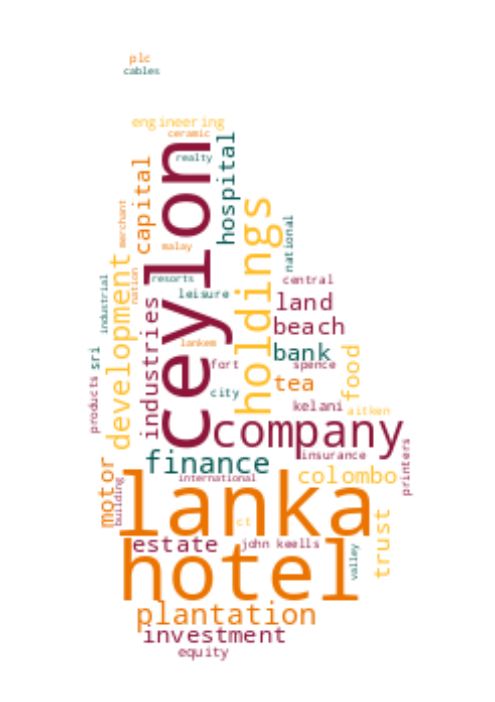 plc
cables
engineering
ceramic
realty
hospital
capital
merchant
malay
ceylon
holdings
national
nation
resorts
leisure
central
industrial
development
industries
land
beach
lankem
sri
bank
fort
spence
food
tea
products
city
kelani
aitken
company
printers
finance
insurance
motor
building
international
colombo
lanka
ct
trust
estate
john keells
valley
hotel
plantation
investment
equity